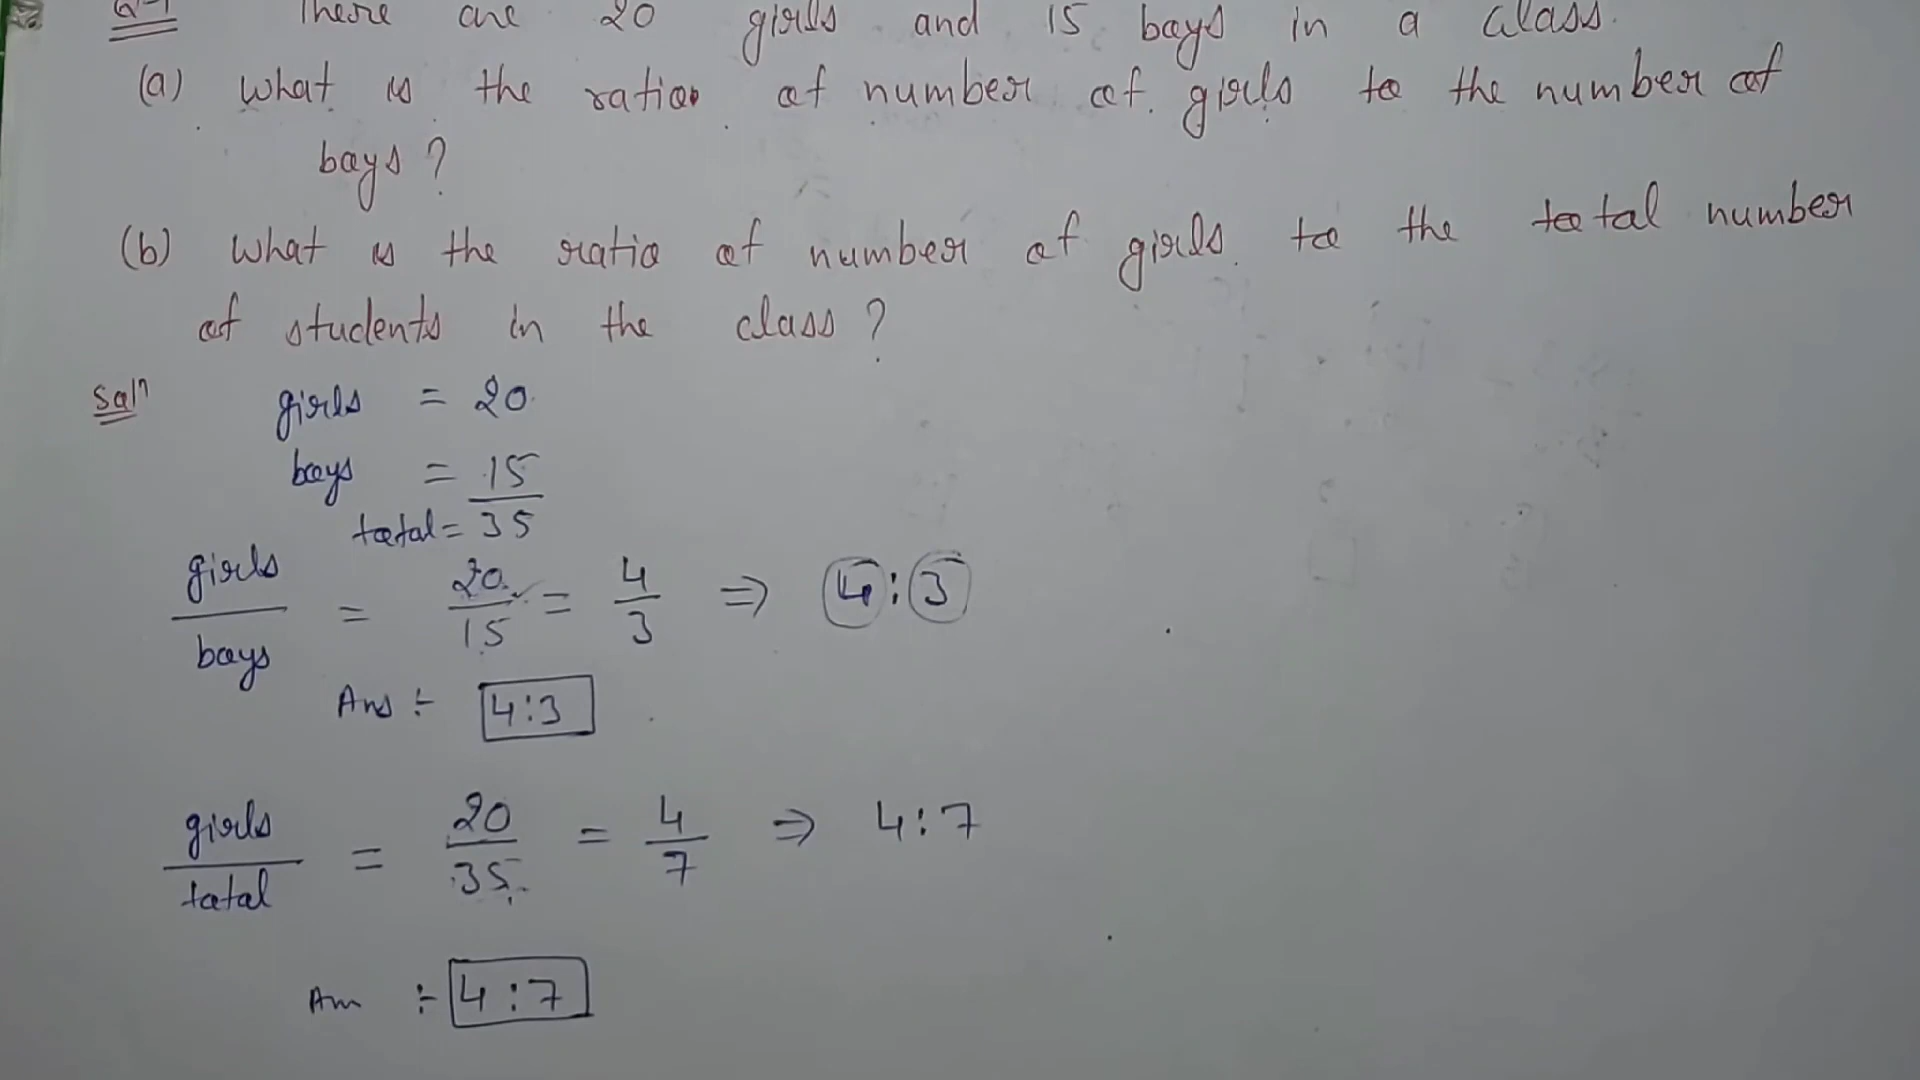 Q-1 There are 20 girls and 15 boys in a class.
(a) what is the ratio of number of girls to the number of
boys ?
(b) what is the ratio of number of girls to the total number
of students in the class ?
Solⁿ girls = 20
boys = 15
total = 35
girls/boys = 20/15 = 4/3 ⇒ 4:3
Ans :- 4:3
girls/total = 20/35 = 4/7 ⇒ 4:7
Ans :- 4:7